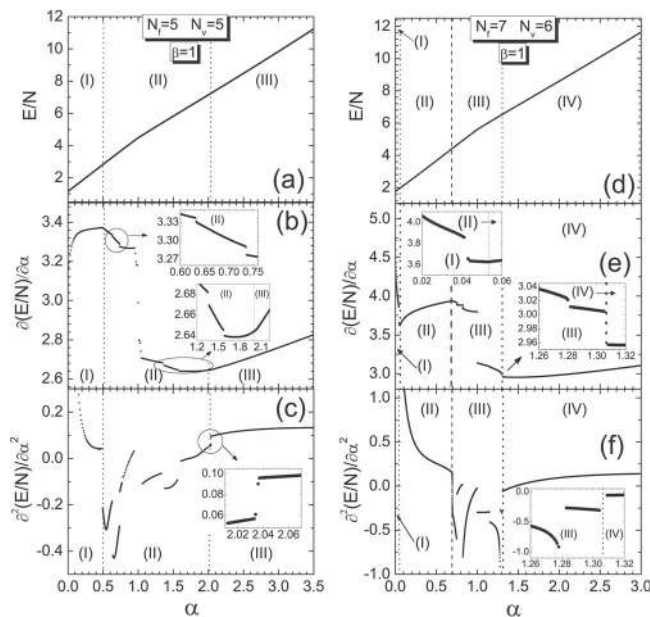 N_f=5 N_v=5
β=1
E/N
12
10
8
6
4
2
(I)
(II)
(III)
(a)
N_f=7 N_v=6
β=1
E/N
12
10
8
6
4
2
(I)
(II)
(III)
(IV)
(d)
∂(E/N)/∂α
3.4
3.2
3.0
2.8
2.6
(b)
(II)
3.33
3.30
3.27
0.60 0.65 0.70 0.75
2.68
2.66
2.64
(II)
(III)
1.2 1.5 1.8 2.1
(I)
(II)
(III)
∂(E/N)/∂α
5.0
4.5
4.0
3.5
3.0
(II)
(I)
4.0
3.8
3.6
0.02 0.04 0.06
(IV)
(e)
3.04
3.02
3.00
2.98
2.96
(IV)
(III)
1.26 1.28 1.30 1.32
(II)
(III)
(I)
∂²(E/N)/∂α²
0.2
0.0
-0.2
-0.4
(c)
0.10
0.08
0.06
2.02 2.04 2.06
(I)
(II)
(III)
0.0 0.5 1.0 1.5 2.0 2.5 3.0 3.5
α
∂²(E/N)/∂α²
1.0
0.5
0.0
-0.5
-1.0
(II)
(III)
(IV)
(f)
(I)
0.0
-0.5
-1.0
(III)
(IV)
1.26 1.28 1.30 1.32
0.0 0.5 1.0 1.5 2.0 2.5 3.0
α